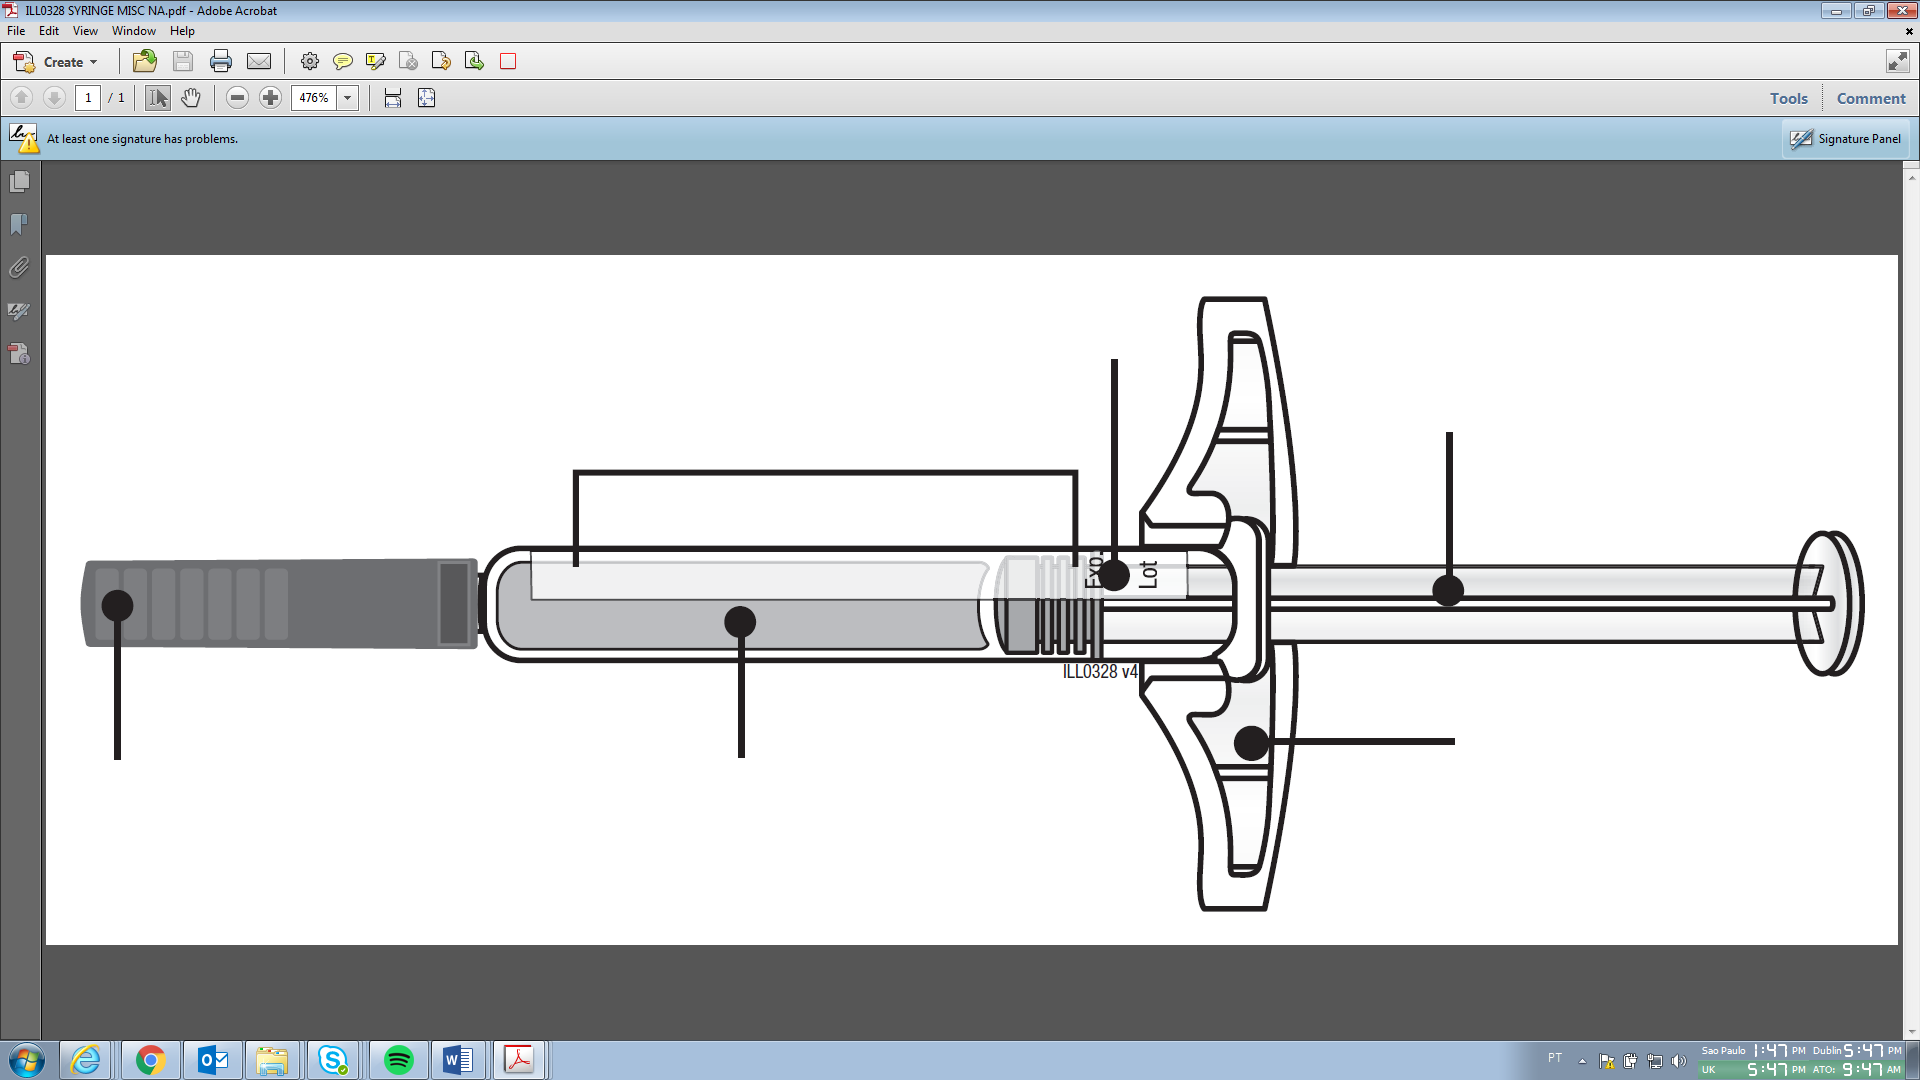 ILL0328 SYRINGE MISC NA.pdf - Adobe Acrobat
File Edit View Window Help
Create
1 / 1
476%
Tools Comment
At least one signature has problems.
Signature Panel
Exp.
Lot
ILL0328 v4
PT
Sao Paulo 1:47 PM Dublin 5:47 PM
UK 5:47 PM ATO: 9:47 AM